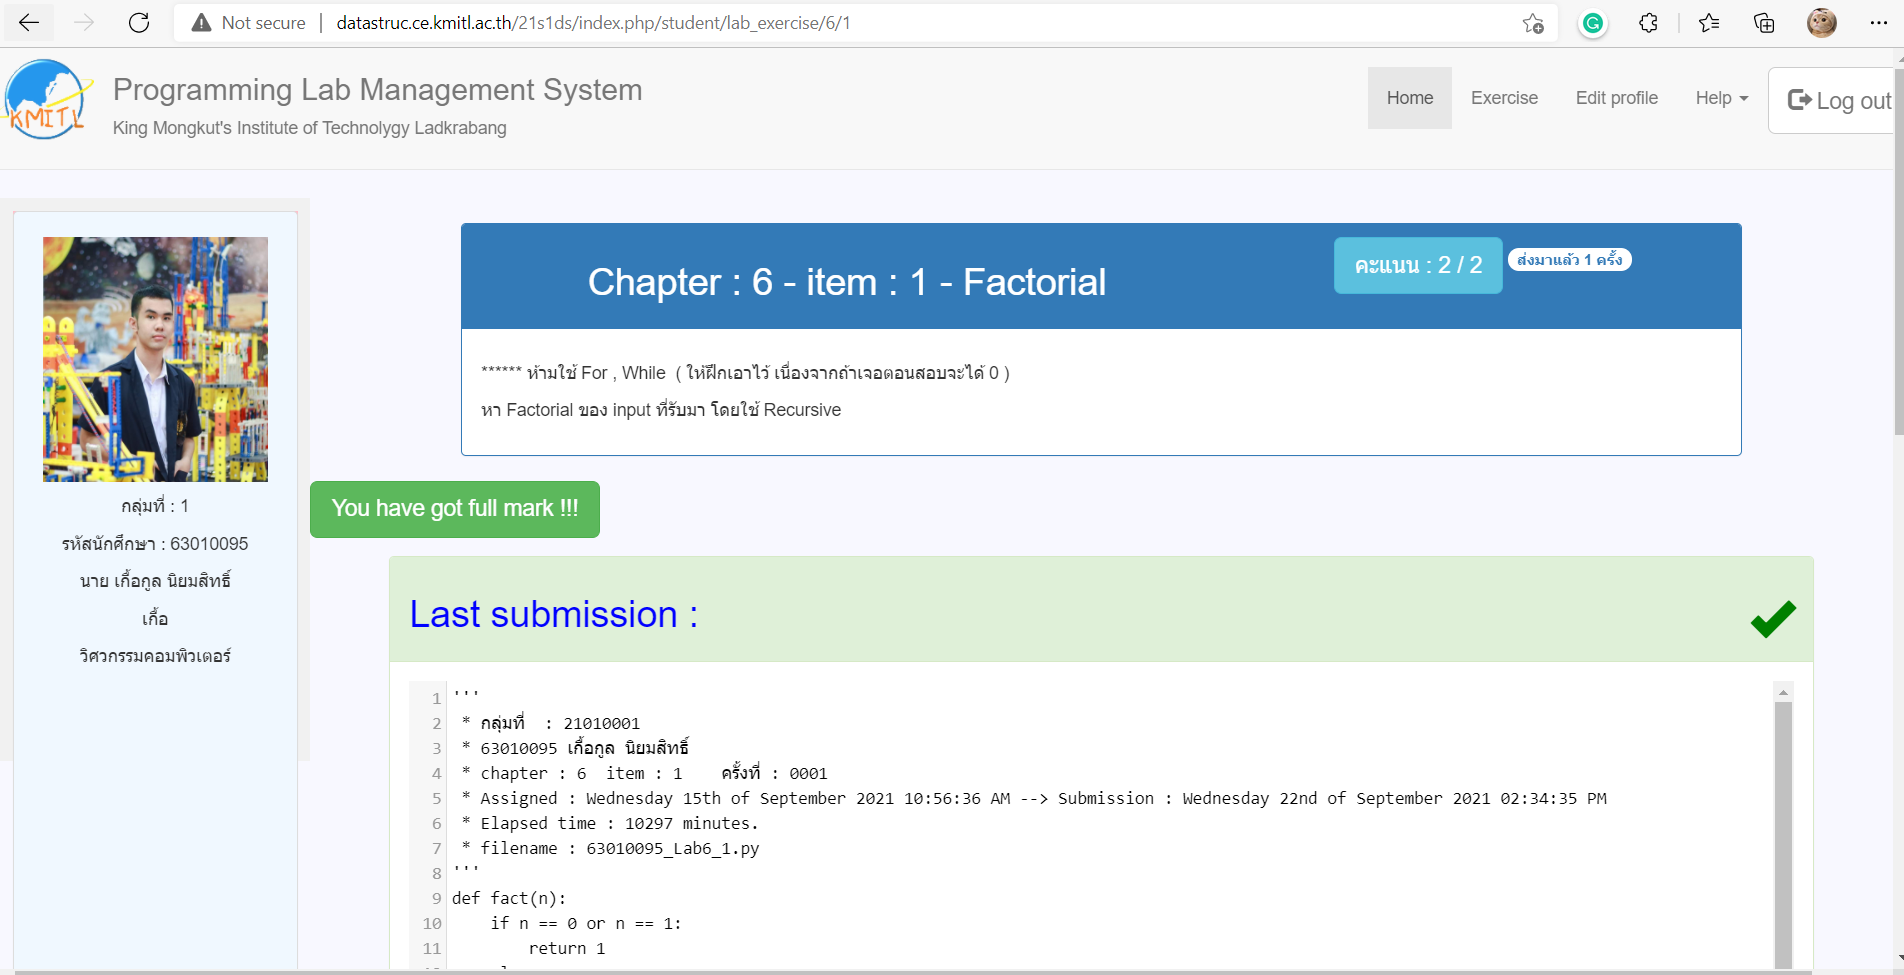 Not secure | datastruc.ce.kmitl.ac.th/21s1ds/index.php/student/lab_exercise/6/1
KMITL
Programming Lab Management System
King Mongkut's Institute of Technolygy Ladkrabang
Home Exercise Edit profile Help Log out
Chapter : 6 - item : 1 - Factorial
คะแนน : 2 / 2
ส่งมาแล้ว 1 ครั้ง
****** ห้ามใช้ For , While ( ให้ฝึกเอาไว้ เนื่องจากถ้าเจอตอนสอบจะได้ 0 )
หา Factorial ของ input ที่รับมา โดยใช้ Recursive
กลุ่มที่ : 1
รหัสนักศึกษา : 63010095
นาย เกื้อกูล นิยมสิทธิ์
เกื้อ
วิศวกรรมคอมพิวเตอร์
You have got full mark !!!
Last submission :
1 '''
2 * กลุ่มที่ : 21010001
3 * 63010095 เกื้อกูล นิยมสิทธิ์
4 * chapter : 6 item : 1 ครั้งที่ : 0001
5 * Assigned : Wednesday 15th of September 2021 10:56:36 AM --> Submission : Wednesday 22nd of September 2021 02:34:35 PM
6 * Elapsed time : 10297 minutes.
7 * filename : 63010095_Lab6_1.py
8 '''
9 def fact(n):
10 if n == 0 or n == 1:
11 return 1